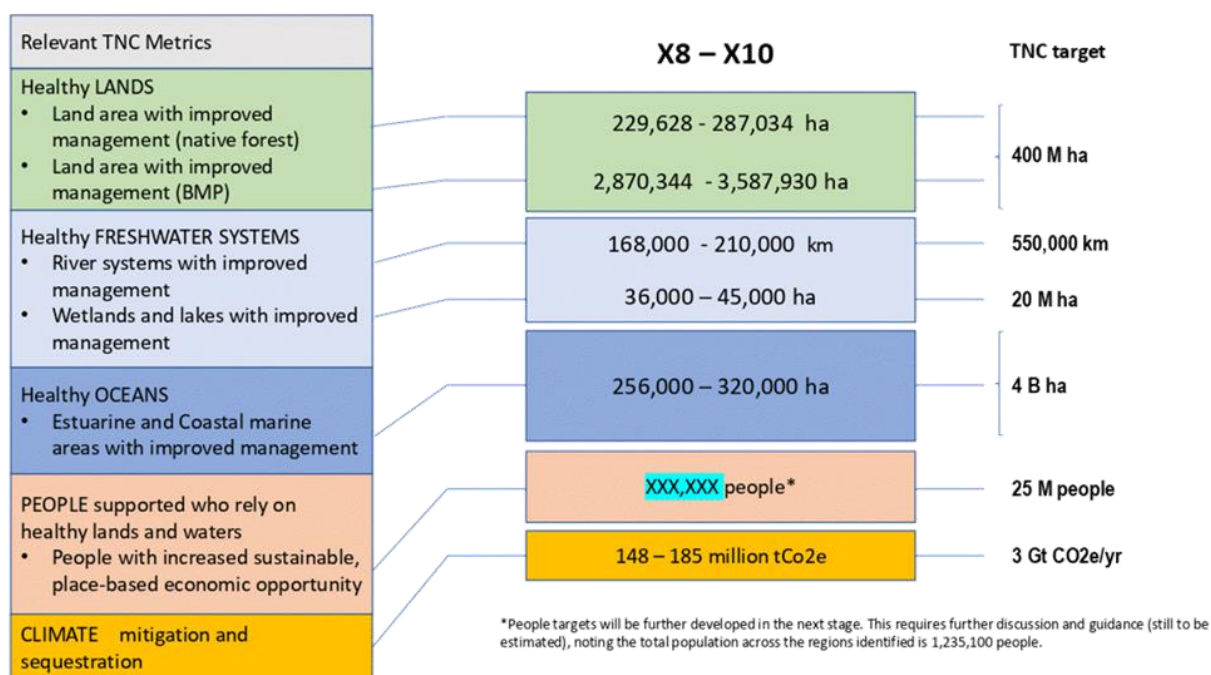 Relevant TNC Metrics
X8 – X10
TNC target
Healthy LANDS
• Land area with improved
management (native forest)
• Land area with improved
management (BMP)
229,628 - 287,034 ha
2,870,344 - 3,587,930 ha
400 M ha
Healthy FRESHWATER SYSTEMS
• River systems with improved
management
• Wetlands and lakes with improved
management
168,000 - 210,000 km
550,000 km
36,000 – 45,000 ha
20 M ha
Healthy OCEANS
• Estuarine and Coastal marine
areas with improved management
256,000 – 320,000 ha
4 B ha
PEOPLE supported who rely on
healthy lands and waters
• People with increased sustainable,
place-based economic opportunity
XXX,XXX people*
25 M people
CLIMATE mitigation and
sequestration
148 – 185 million tCo2e
3 Gt CO2e/yr
*People targets will be further developed in the next stage. This requires further discussion and guidance (still to be
estimated), noting the total population across the regions identified is 1,235,100 people.